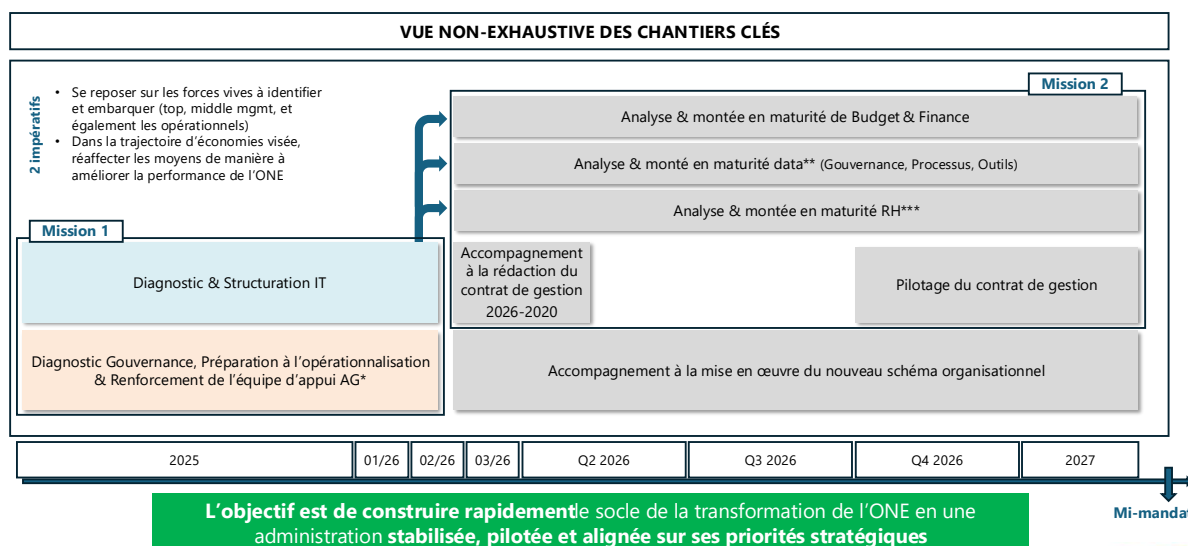 VUE NON-EXHAUSTIVE DES CHANTIERS CLÉS
2 impératifs
• Se reposer sur les forces vives à identifier
et embarquer (top, middle mgmt, et
également les opérationnels)
• Dans la trajectoire d'économies visée,
réaffecter les moyens de manière à
améliorer la performance de l'ONE
Mission 2
Analyse & montée en maturité de Budget & Finance
Analyse & monté en maturité data** (Gouvernance, Processus, Outils)
Analyse & montée en maturité RH***
Mission 1
Diagnostic & Structuration IT
Accompagnement
à la rédaction du
contrat de gestion
2026-2020
Pilotage du contrat de gestion
Diagnostic Gouvernance, Préparation à l'opérationnalisation
& Renforcement de l'équipe d'appui AG*
Accompagnement à la mise en œuvre du nouveau schéma organisationnel
2025
01/26
02/26
03/26
Q2 2026
Q3 2026
Q4 2026
2027
L'objectif est de construire rapidementle socle de la transformation de l'ONE en une
administration stabilisée, pilotée et alignée sur ses priorités stratégiques
Mi-mandat